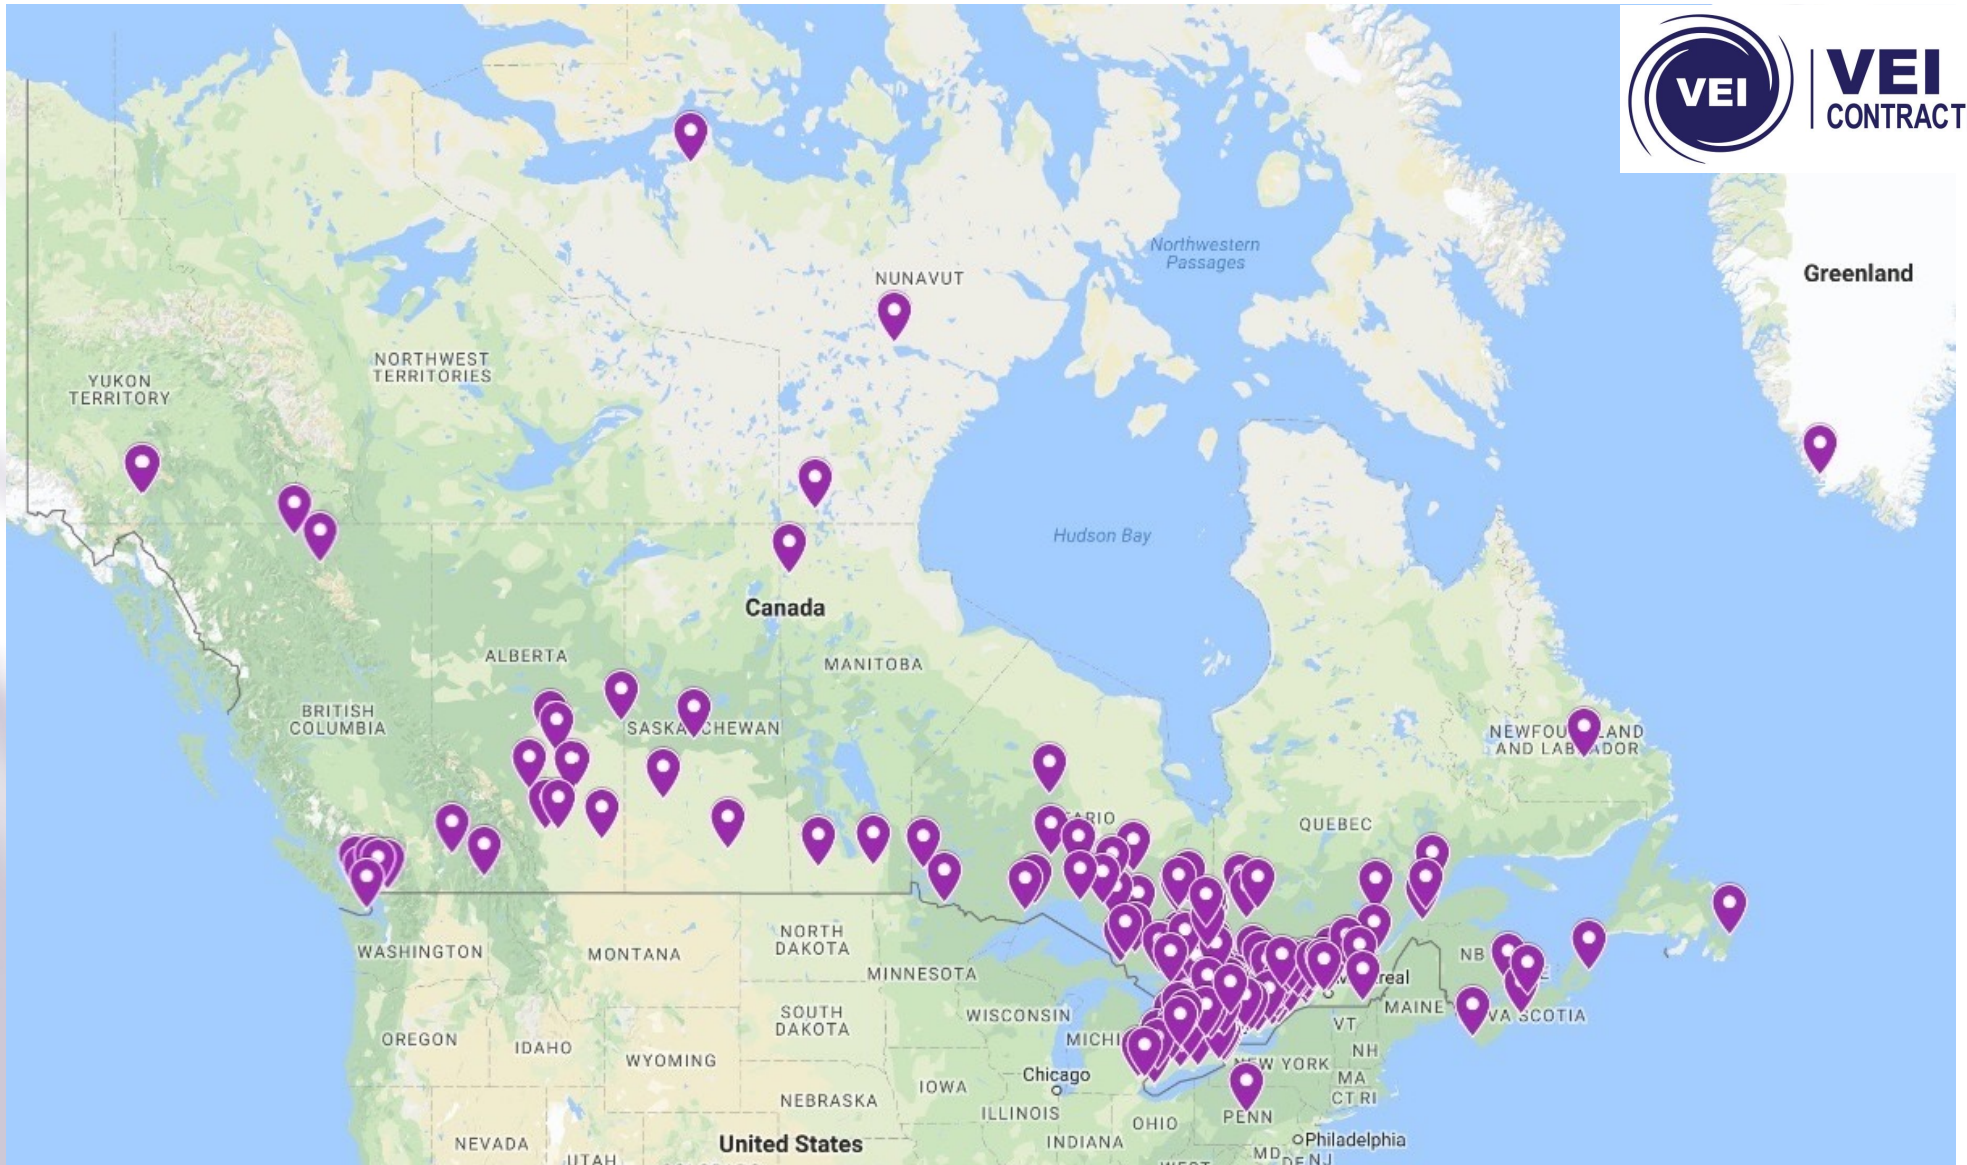 VEI
VEI
CONTRACT
Northwestern
Passages
Greenland
NUNAVUT
NORTHWEST
TERRITORIES
YUKON
TERRITORY
Hudson Bay
Canada
ALBERTA
MANITOBA
BRITISH
COLUMBIA
SASKA CHEWAN
NEWFOU LAND
AND LAB ADOR
ARIO
QUEBEC
WASHINGTON
MONTANA
NORTH
DAKOTA
MINNESOTA
NB
E
real
MAINE
VA SCOTIA
OREGON
IDAHO
WYOMING
SOUTH
DAKOTA
WISCONSIN
MICHI
VT
NH
NEW YORK
Chicago
MA
CT RI
IOWA
NEBRASKA
ILLINOIS
OHIO
PENN
NEVADA
UTAH
United States
INDIANA
Philadelphia
MD
DE NJ
WEST